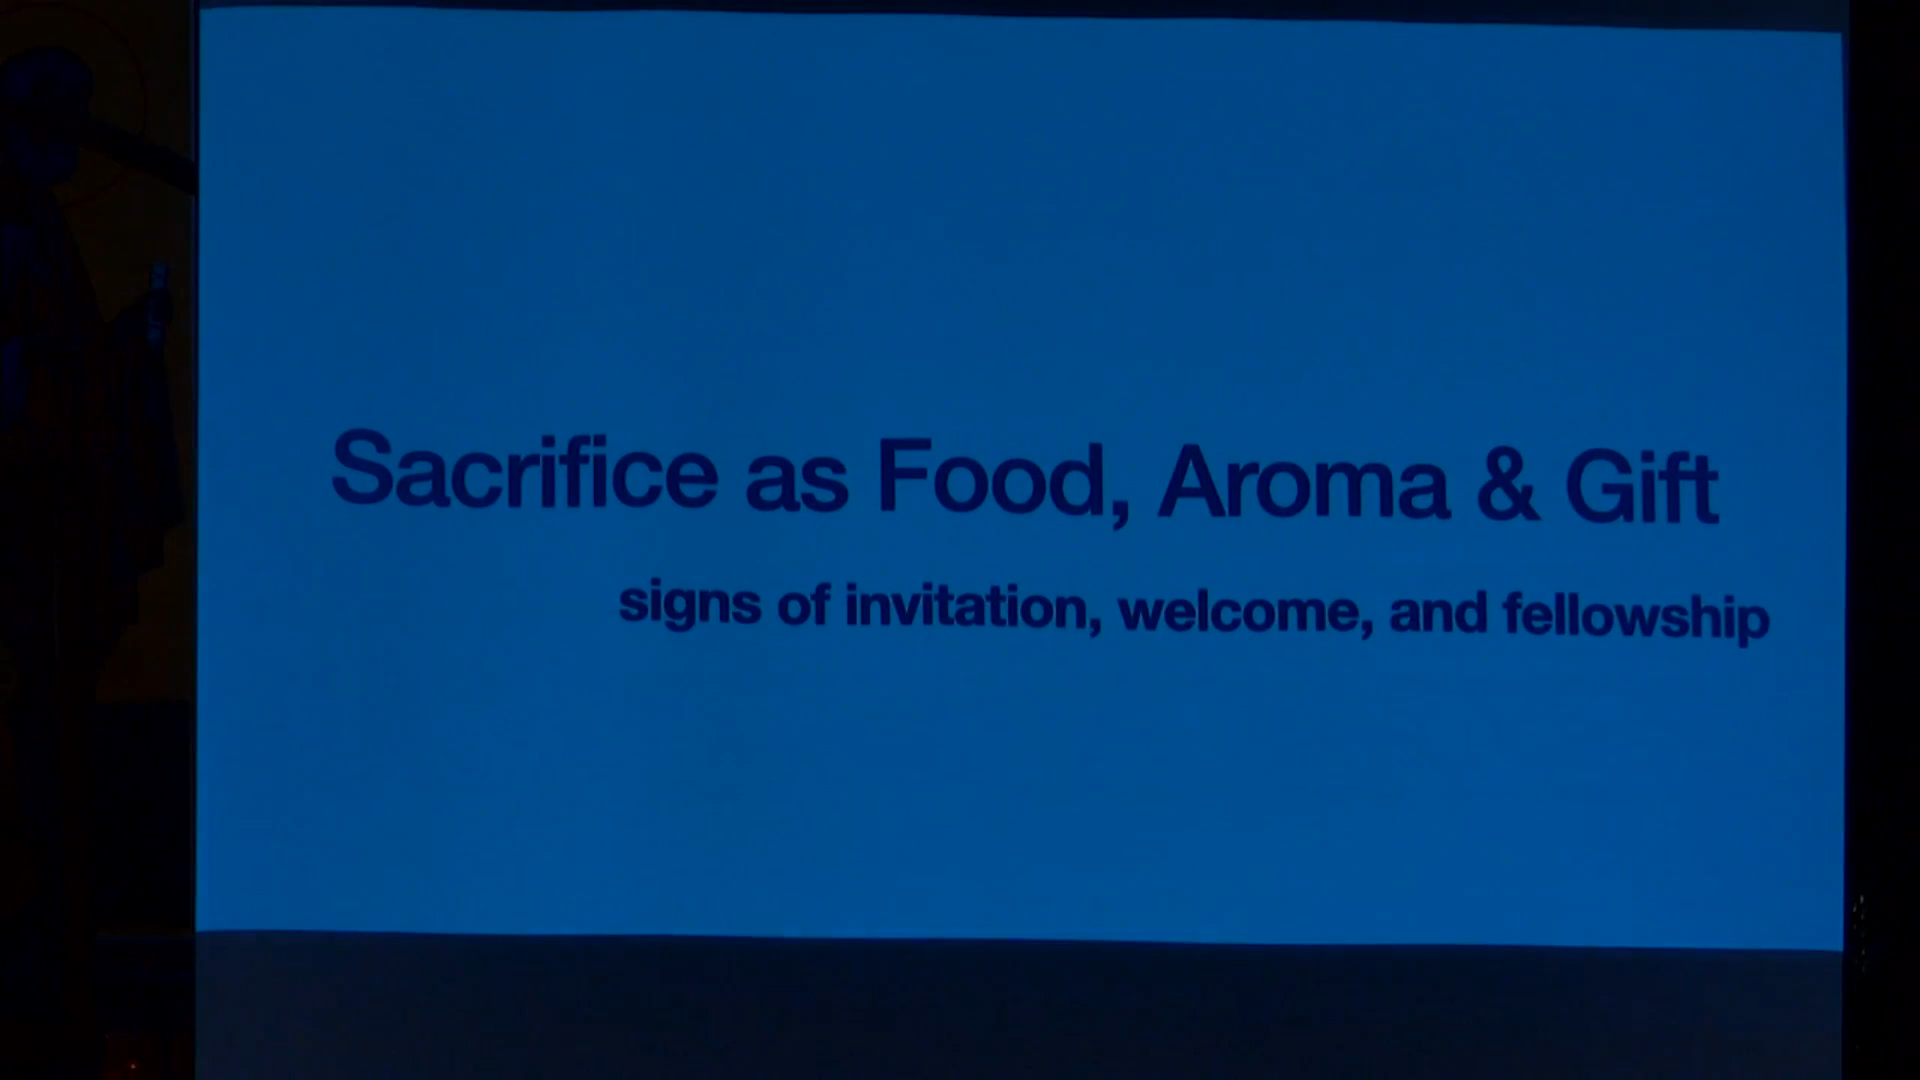 Sacrifice as Food, Aroma & Gift
signs of invitation, welcome, and fellowship